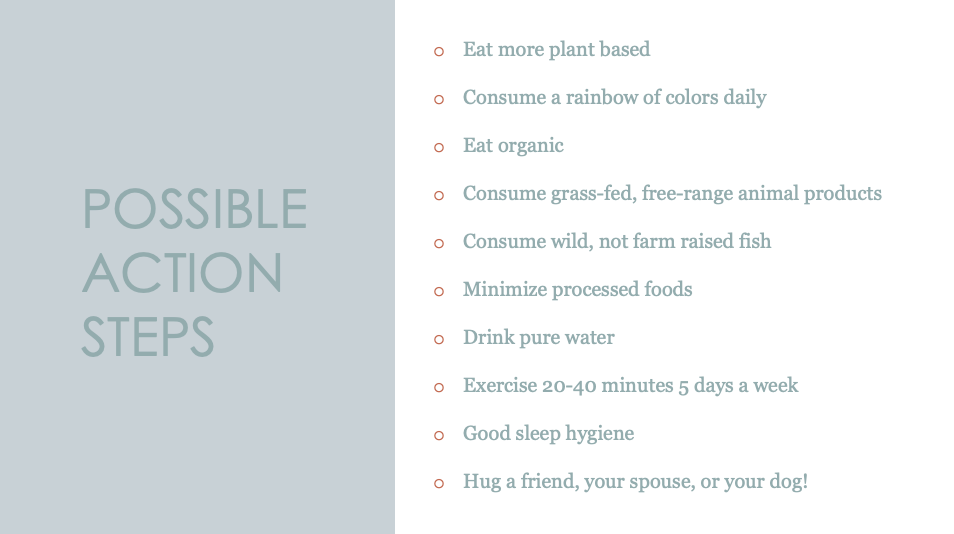 POSSIBLE
ACTION
STEPS
Eat more plant based
Consume a rainbow of colors daily
Eat organic
Consume grass-fed, free-range animal products
Consume wild, not farm raised fish
Minimize processed foods
Drink pure water
Exercise 20-40 minutes 5 days a week
Good sleep hygiene
Hug a friend, your spouse, or your dog!